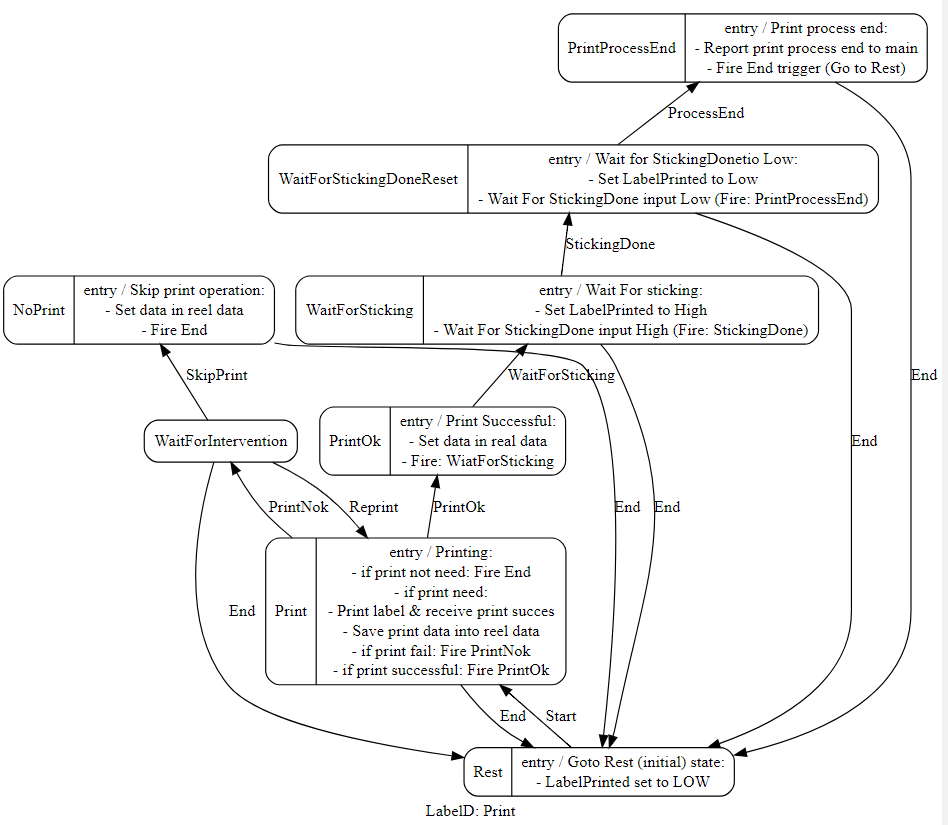 entry / Print process end:
PrintProcessEnd
- Report print process end to main
- Fire End trigger (Go to Rest)
ProcessEnd
entry / Wait for StickingDonetio Low:
WaitForStickingDoneReset
- Set LabelPrinted to Low
- Wait For StickingDone input Low (Fire: PrintProcessEnd)
StickingDone
entry / Skip print operation:
NoPrint
- Set data in reel data
- Fire End
entry / Wait For sticking:
WaitForSticking
- Set LabelPrinted to High
- Wait For StickingDone input High (Fire: StickingDone)
SkipPrint
WaitForSticking
End
WaitForIntervention
entry / Print Successful:
PrintOk
- Set data in real data
- Fire: WiatForSticking
End
PrintNok
Reprint
PrintOk
End
End
entry / Printing:
- if print not need: Fire End
- if print need:
End
Print
- Print label & receive print succes
- Save print data into reel data
- if print fail: Fire PrintNok
- if print successful: Fire PrintOk
End
Start
entry / Goto Rest (initial) state:
Rest
- LabelPrinted set to LOW
LabelD: Print